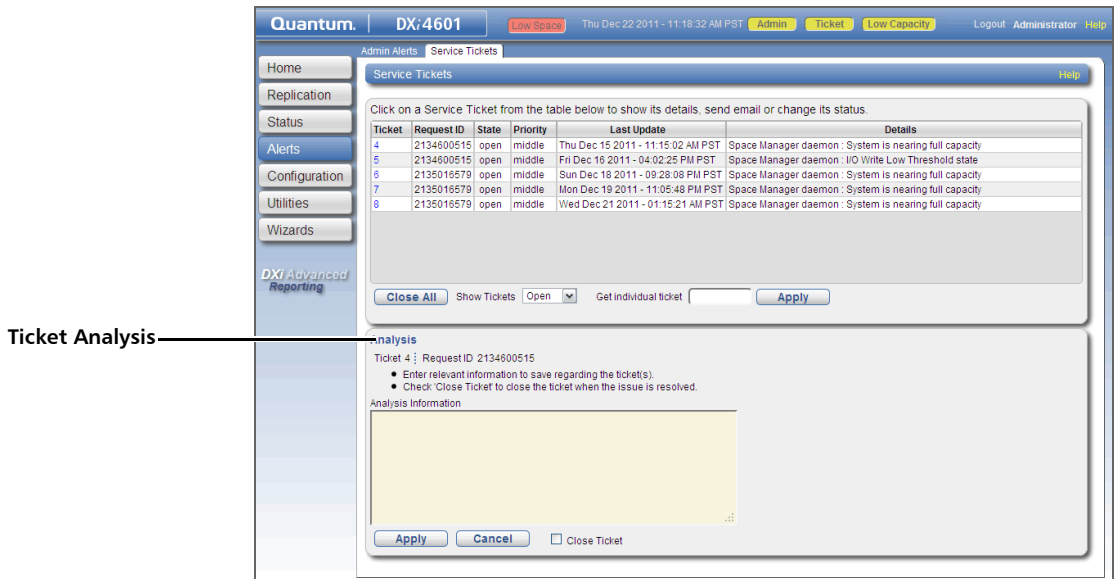 Quantum. DXi4601 Low Space Thu Dec 22 2011 - 11:18:32 AM PST Admin Ticket Low Capacity Logout Administrator Help
Admin Alerts Service Tickets
Home
Replication
Status
Alerts
Configuration
Utilities
Wizards
DXi Advanced
Reporting
Service Tickets Help
Click on a Service Ticket from the table below to show its details, send email or change its status.
Ticket Request ID State Priority Last Update Details
4 2134600515 open middle Thu Dec 15 2011 - 11:15:02 AM PST Space Manager daemon : System is nearing full capacity
5 2134600515 open middle Fri Dec 16 2011 - 04:02:25 PM PST Space Manager daemon : I/O Write Low Threshold state
6 2135016579 open middle Sun Dec 18 2011 - 09:28:08 PM PST Space Manager daemon : System is nearing full capacity
7 2135016579 open middle Mon Dec 19 2011 - 11:05:48 PM PST Space Manager daemon : System is nearing full capacity
8 2135016579 open middle Wed Dec 21 2011 - 01:15:21 AM PST Space Manager daemon : System is nearing full capacity
Close All Show Tickets Open Get individual ticket Apply
Ticket Analysis
Analysis
Ticket 4 Request ID 2134600515
Enter relevant information to save regarding the ticket(s).
Check 'Close Ticket' to close the ticket when the issue is resolved.
Analysis Information
Apply Cancel Close Ticket